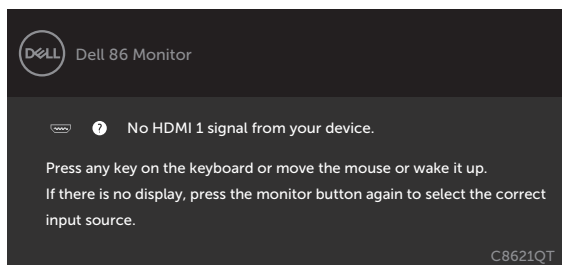 DELL
Dell 86 Monitor
? No HDMI 1 signal from your device.
Press any key on the keyboard or move the mouse or wake it up.
If there is no display, press the monitor button again to select the correct
input source.
C8621QT